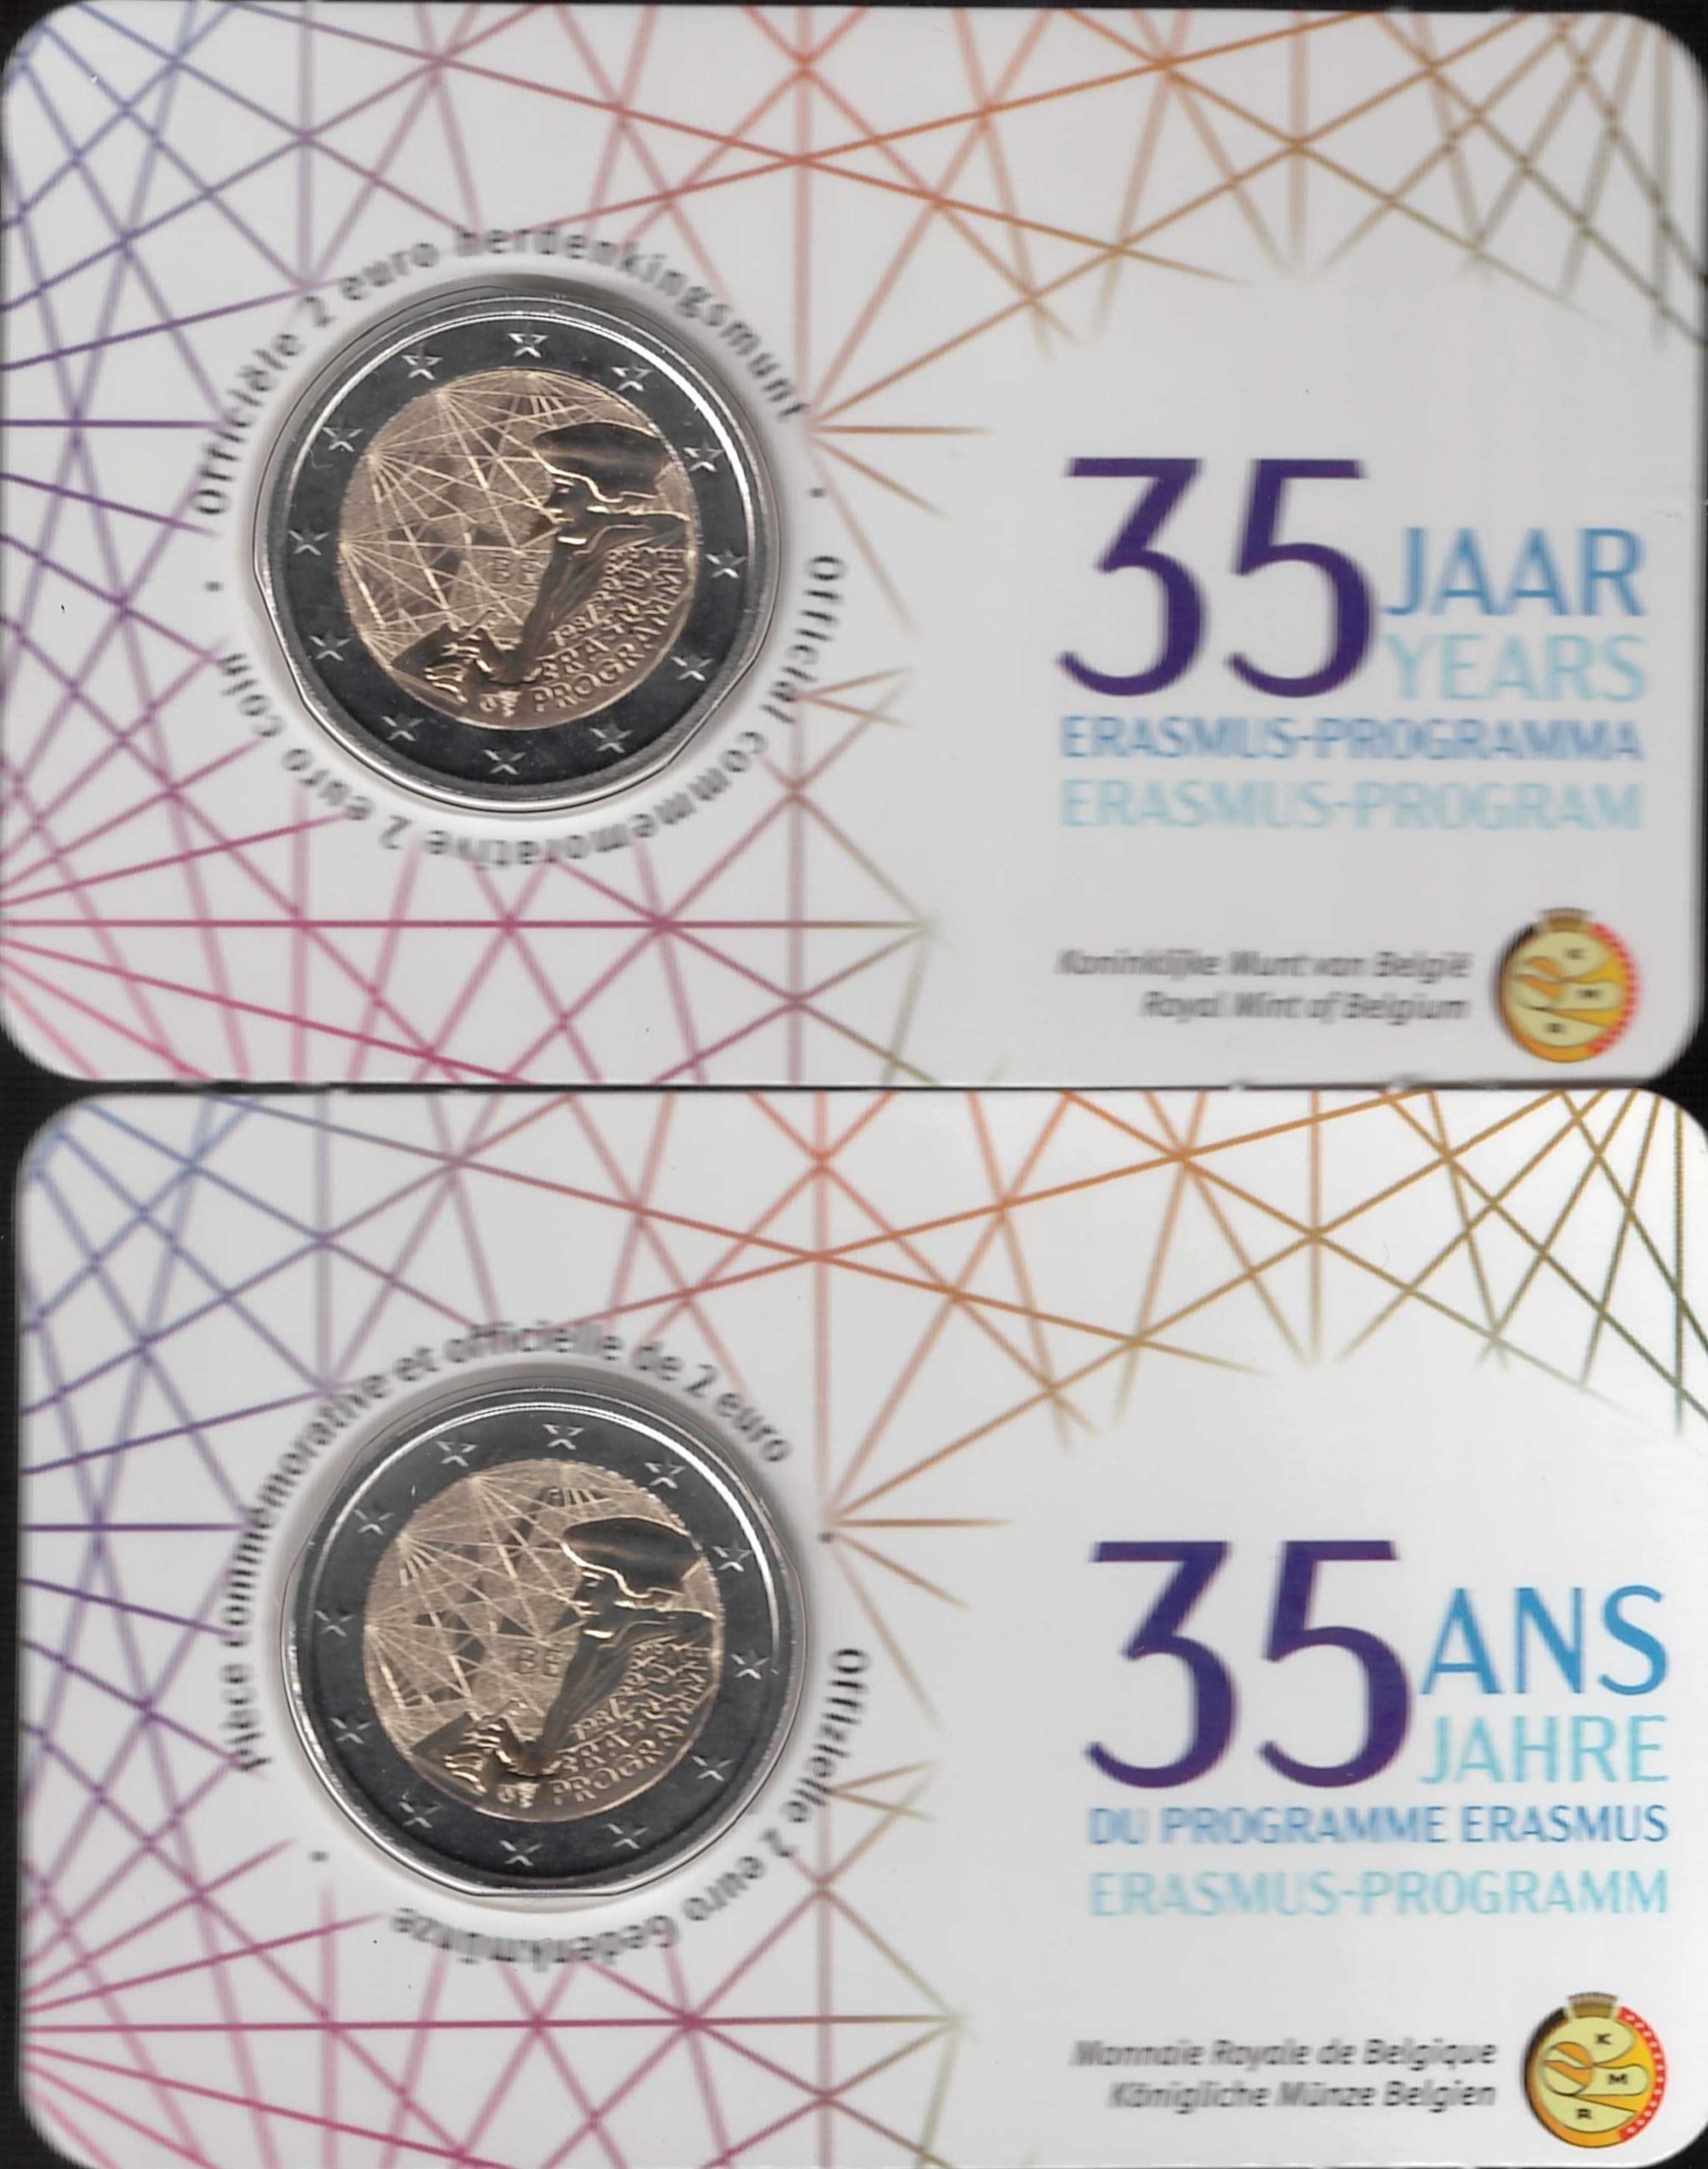 Officiële 2 euro herdenkingsmunt
Official commemorative 2 euro coin
BE
35 JAAR
YEARS
ERASMUS-PROGRAMMA
ERASMUS-PROGRAM
Koninklijke Munt van België
Royal Mint of Belgium
Pièce commémorative et officielle de 2 euro
Offizielle 2 euro Gedenkmünze
BE
35 ANS
JAHRE
DU PROGRAMME ERASMUS
ERASMUS-PROGRAMM
Monnaie Royale de Belgique
Königliche Münze Belgien
K
M
R